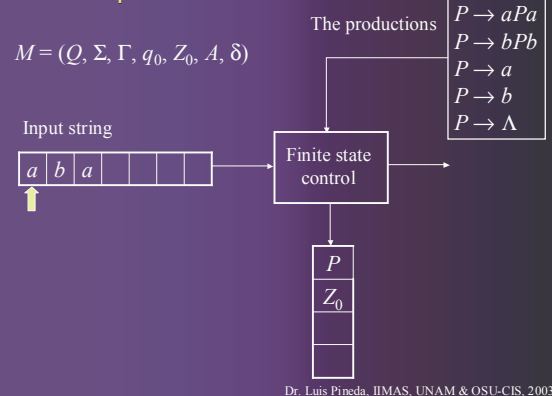 The productions
P → aPa
P → bPb
P → a
P → b
P → Λ
M = (Q, Σ, Γ, q₀, Z₀, A, δ)
Input string
a b a
Finite state
control
P
Z₀
Dr. Luis Pineda, IIMAS, UNAM & OSU-CIS, 2003